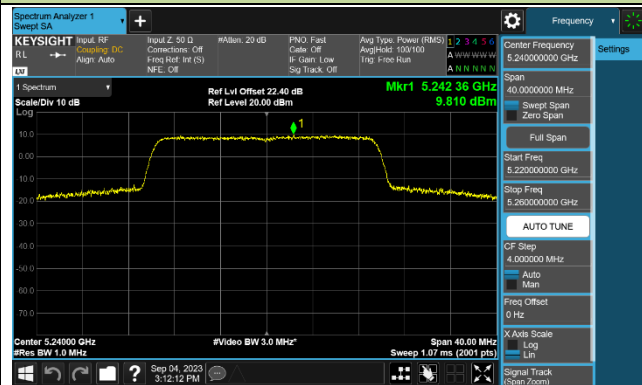 Spectrum Analyzer 1
Swept SA
+
Frequency
KEYSIGHT
RL
Input: RF
Coupling: DC
Align: Auto
Input Z: 50 Ω
Corrections: Off
Freq Ref: Int (S)
NFE: Off
#Atten: 20 dB
PNO: Fast
Gate: Off
IF Gain: Low
Sig Track: Off
Avg Type: Power (RMS)
Avg|Hold: 100/100
Trig: Free Run
1 2 3 4 5 6
A W W W W W
A N N N N N
LXI
1 Spectrum
Scale/Div 10 dB
Log
Ref Lvl Offset 22.40 dB
Ref Level 20.00 dBm
Mkr1 5.242 36 GHz
9.810 dBm
1
10.0
0.00
-10.0
-20.0
-30.0
-40.0
-50.0
-60.0
-70.0
Center 5.24000 GHz
#Res BW 1.0 MHz
#Video BW 3.0 MHz*
Span 40.00 MHz
Sweep 1.07 ms (2001 pts)
Center Frequency
5.240000000 GHz
Settings
Span
40.0000000 MHz
Swept Span
Zero Span
Full Span
Start Freq
5.220000000 GHz
Stop Freq
5.260000000 GHz
AUTO TUNE
CF Step
4.000000 MHz
Auto
Man
Freq Offset
0 Hz
X Axis Scale
Log
Lin
Signal Track
(Span Zoom)
?
Sep 04, 2023
3:12:12 PM